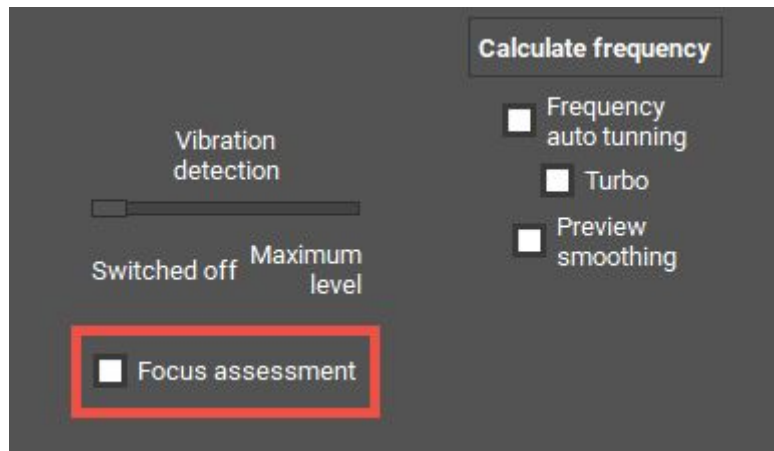 Calculate frequency
Frequency
auto tunning
Turbo
Preview
smoothing
Vibration
detection
Switched off
Maximum
level
Focus assessment